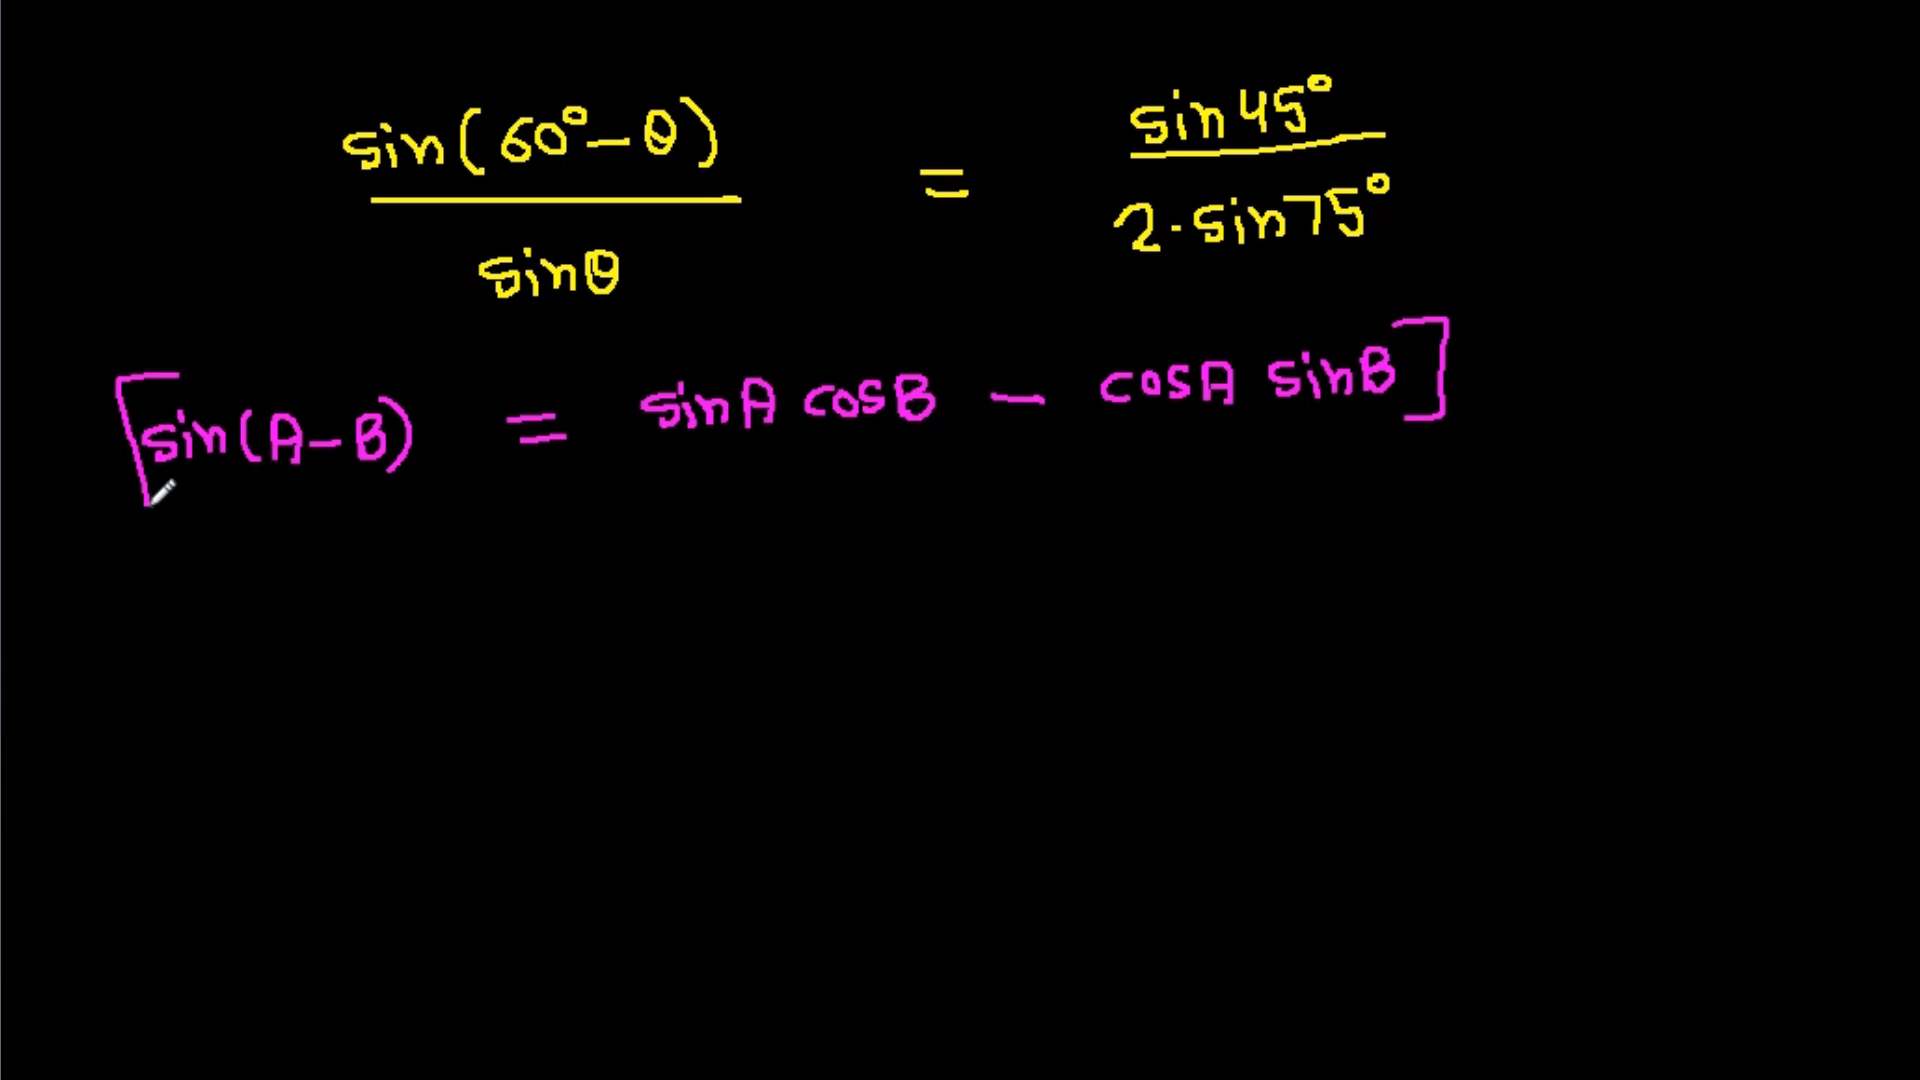 sin(60°-θ) / sinθ = sin45° / 2·sin75°
[sin(A-B) = sinA cosB - cosA sinB]